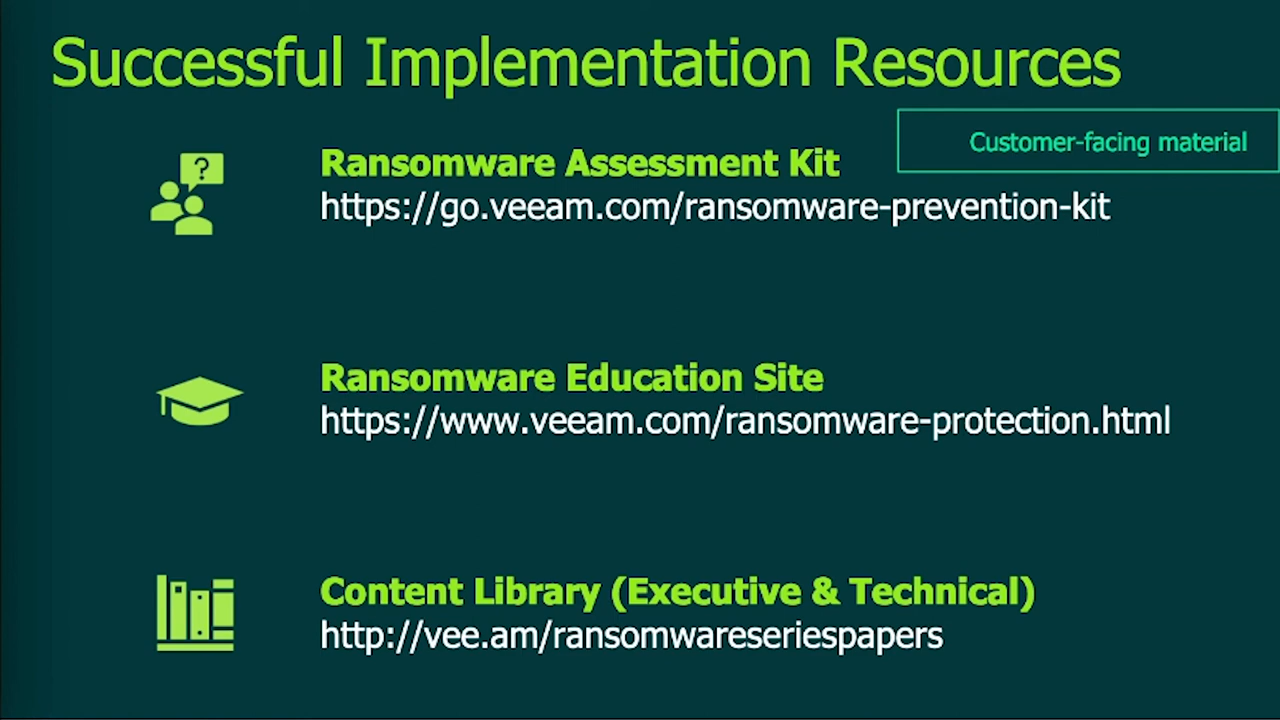 Successful Implementation Resources
Customer-facing material
?
Ransomware Assessment Kit
https://go.veeam.com/ransomware-prevention-kit
Ransomware Education Site
https://www.veeam.com/ransomware-protection.html
Content Library (Executive & Technical)
http://vee.am/ransomwareseriespapers